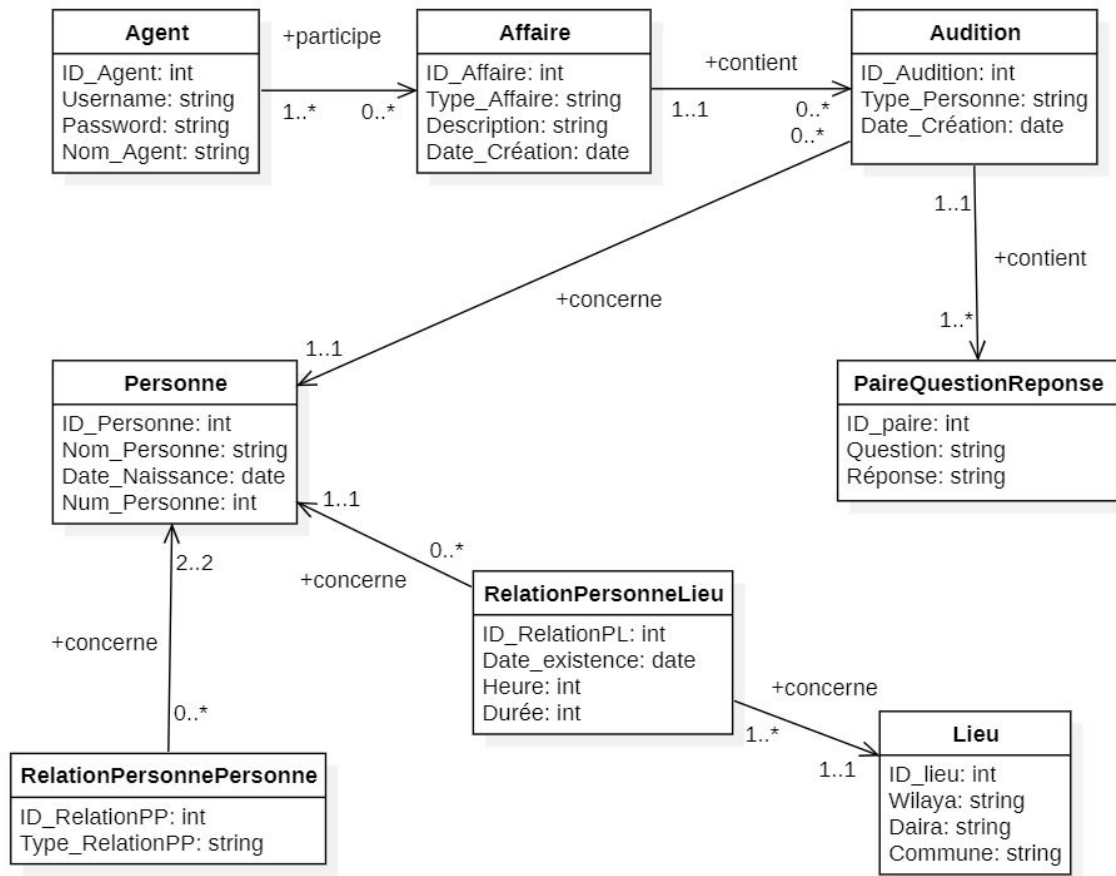 Agent
ID_Agent: int
Username: string
Password: string
Nom_Agent: string
+participe
1..*
0..*
Affaire
ID_Affaire: int
Type_Affaire: string
Description: string
Date_Création: date
+contient
1..1
0..*
0..*
Audition
ID_Audition: int
Type_Personne: string
Date_Création: date
1..1
+contient
1..*
+concerne
1..1
Personne
ID_Personne: int
Nom_Personne: string
Date_Naissance: date
Num_Personne: int
PaireQuestionReponse
ID_paire: int
Question: string
Réponse: string
1..1
0..*
+concerne
2..2
+concerne
0..*
RelationPersonneLieu
ID_RelationPL: int
Date_existence: date
Heure: int
Durée: int
+concerne
1..*
1..1
RelationPersonnePersonne
ID_RelationPP: int
Type_RelationPP: string
Lieu
ID_lieu: int
Wilaya: string
Daira: string
Commune: string